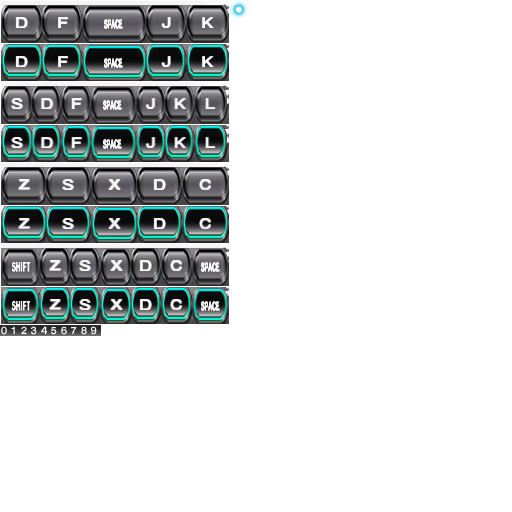 D F SPACE J K
D F SPACE J K
S D F SPACE J K L
S D F SPACE J K L
Z S X D C
Z S X D C
SHIFT Z S X D C SPACE
SHIFT Z S X D C SPACE
0 1 2 3 4 5 6 7 8 9